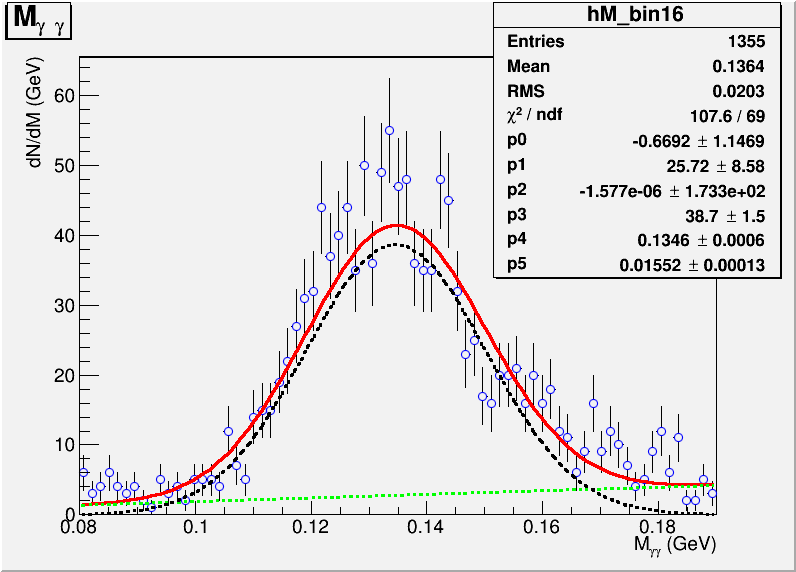 M γ γ
hM_bin16
Entries 1355
Mean 0.1364
RMS 0.0203
χ² / ndf 107.6 / 69
p0 -0.6692 ± 1.1469
p1 25.72 ± 8.58
p2 -1.577e-06 ± 1.733e+02
p3 38.7 ± 1.5
p4 0.1346 ± 0.0006
p5 0.01552 ± 0.00013
dN/dM (GeV)
60
50
40
30
20
10
0
0.08 0.1 0.12 0.14 0.16 0.18
Mγγ (GeV)